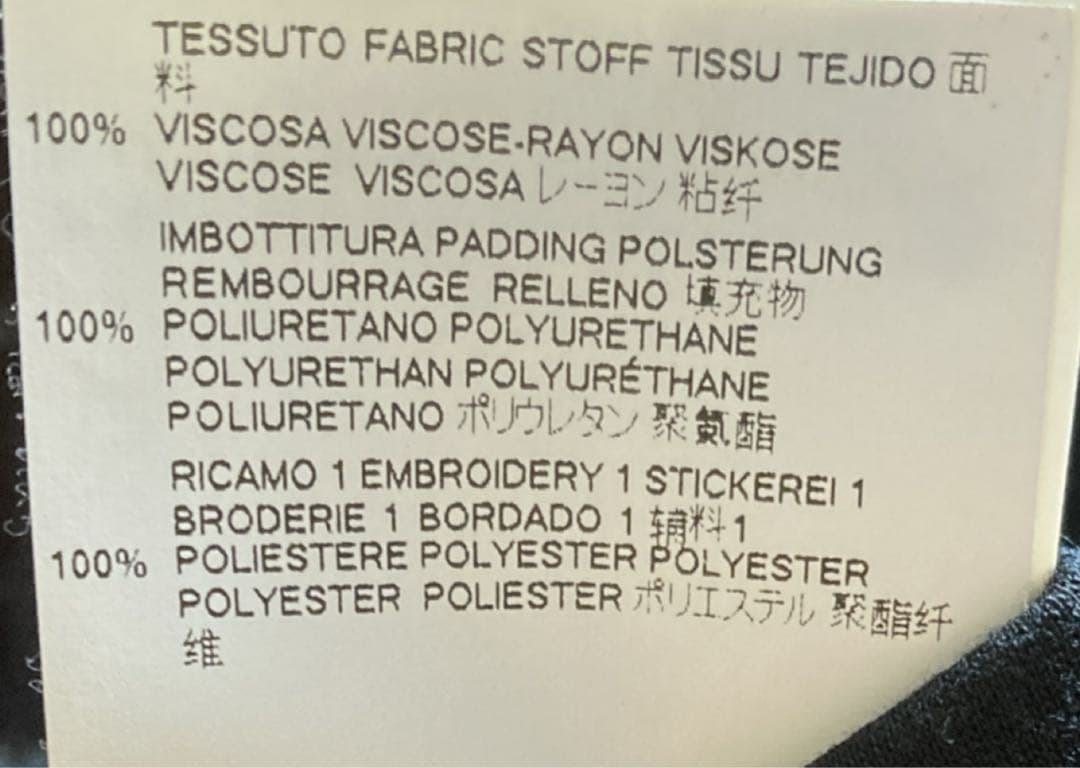 TESSUTO FABRIC STOFF TISSU TEJIDO 面
料
100% VISCOSA VISCOSE-RAYON VISKOSE
VISCOSE VISCOSA レーヨン 粘纤
IMBOTTITURA PADDING POLSTERUNG
REMBOURRAGE RELLENO 填充物
100% POLIURETANO POLYURETHANE
POLYURETHAN POLYURÉTHANE
POLIURETANO ポリウレタン 聚氨酯
RICAMO 1 EMBROIDERY 1 STICKEREI 1
BRODERIE 1 BORDADO 1 辅料1
100% POLIESTERE POLYESTER POLYESTER
POLYESTER POLIESTER ポリエステル 聚酯纤
维